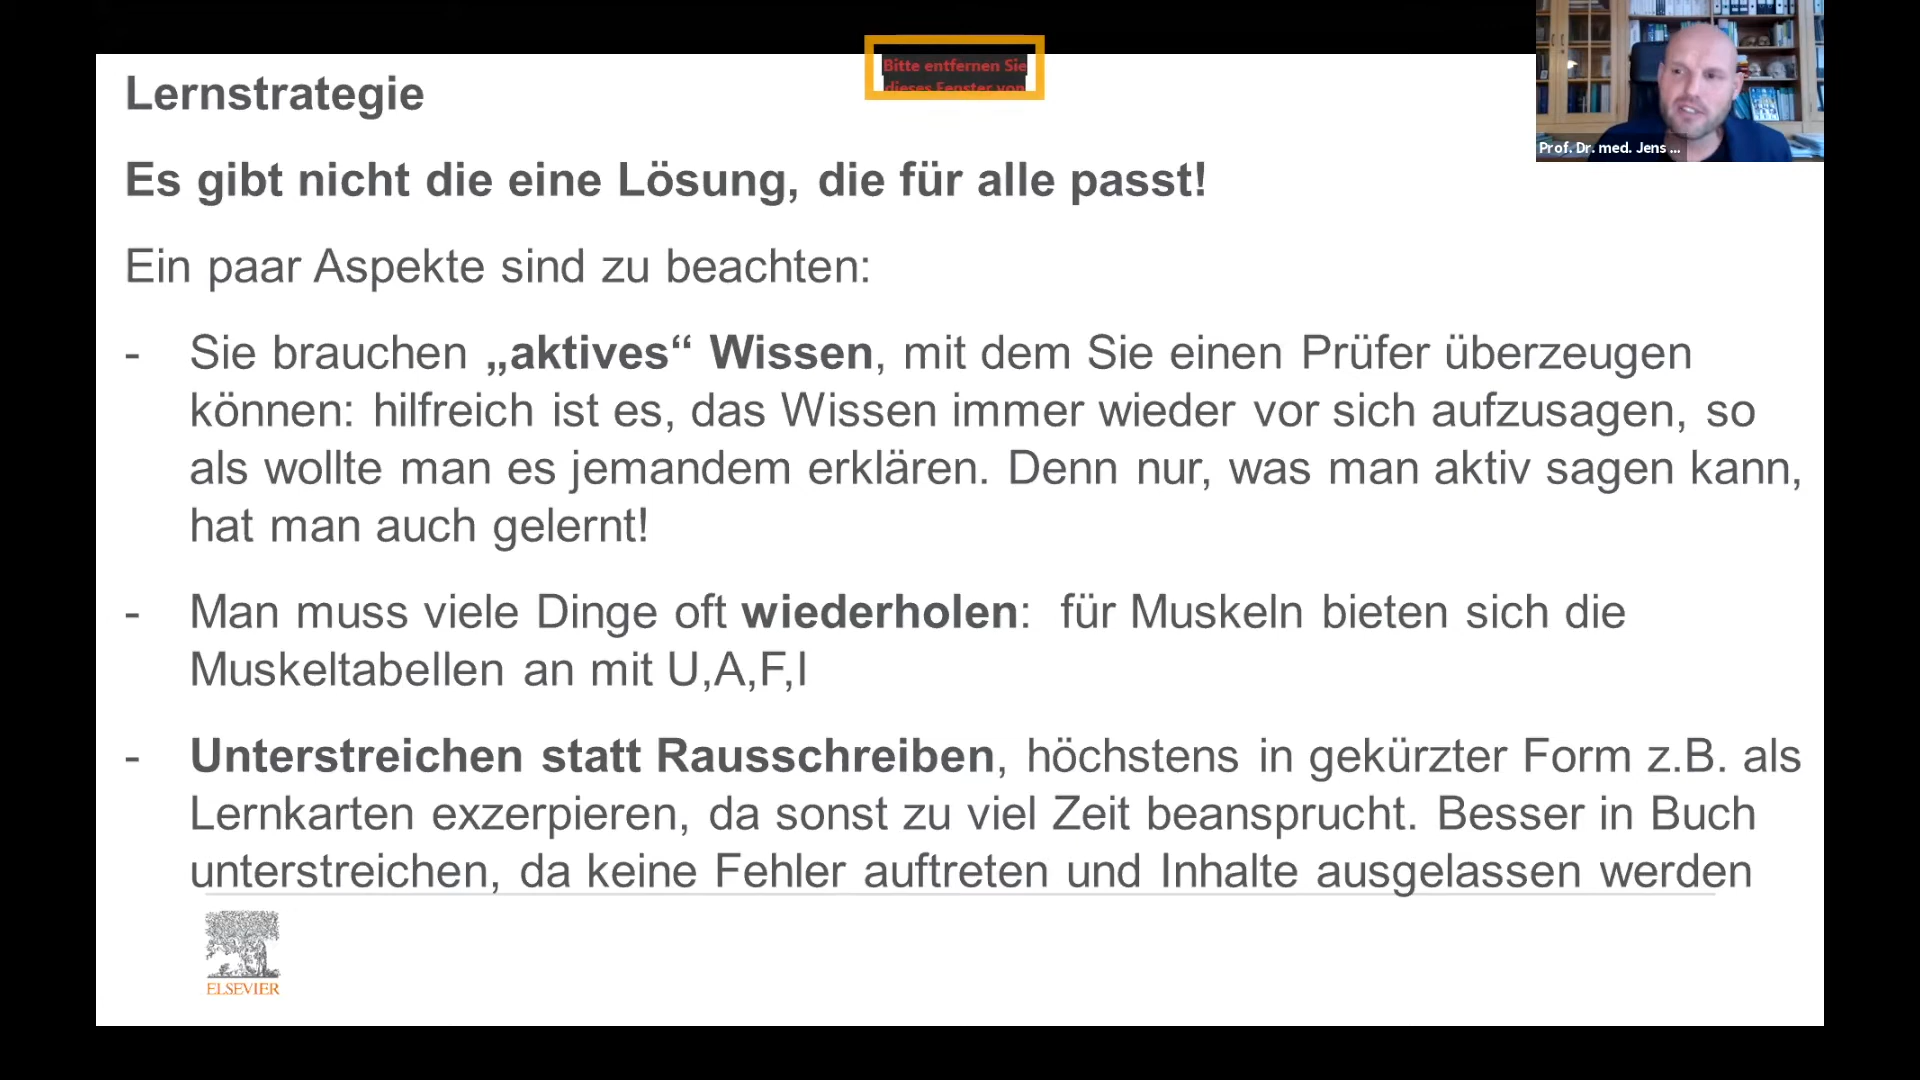 Bitte entfernen Sie
dieses Fenster von
Prof. Dr. med. Jens ...
Lernstrategie
Es gibt nicht die eine Lösung, die für alle passt!
Ein paar Aspekte sind zu beachten:
- Sie brauchen „aktives“ Wissen, mit dem Sie einen Prüfer überzeugen
können: hilfreich ist es, das Wissen immer wieder vor sich aufzusagen, so
als wollte man es jemandem erklären. Denn nur, was man aktiv sagen kann,
hat man auch gelernt!
- Man muss viele Dinge oft wiederholen: für Muskeln bieten sich die
Muskeltabellen an mit U,A,F,I
- Unterstreichen statt Rausschreiben, höchstens in gekürzter Form z.B. als
Lernkarten exzerpieren, da sonst zu viel Zeit beansprucht. Besser in Buch
unterstreichen, da keine Fehler auftreten und Inhalte ausgelassen werden
ELSEVIER